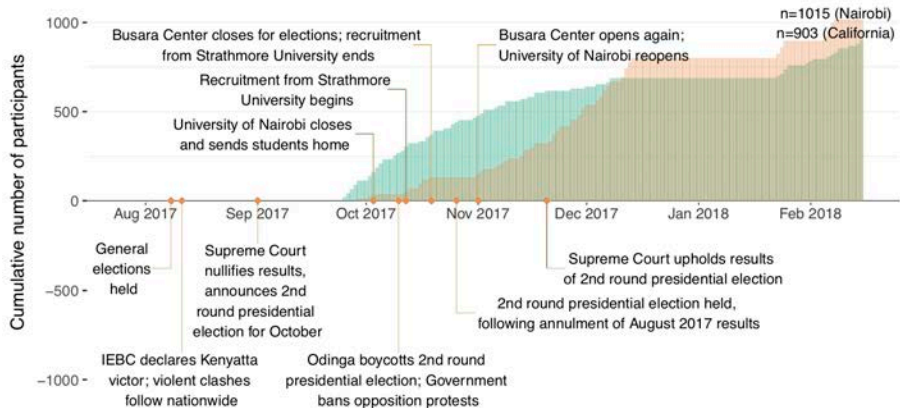 n=1015 (Nairobi)
n=903 (California)
Busara Center closes for elections; recruitment
from Strathmore University ends
Busara Center opens again;
University of Nairobi reopens
Recruitment from Strathmore
University begins
University of Nairobi closes
and sends students home
Cumulative number of participants
1000
500
0
−500
−1000
Aug 2017
Sep 2017
Oct 2017
Nov 2017
Dec 2017
Jan 2018
Feb 2018
General
elections
held
Supreme Court
nullifies results,
announces 2nd
round presidential
election for October
Supreme Court upholds results
of 2nd round presidential election
2nd round presidential election held,
following annulment of August 2017 results
IEBC declares Kenyatta
victor; violent clashes
follow nationwide
Odinga boycotts 2nd round
presidential election; Government
bans opposition protests